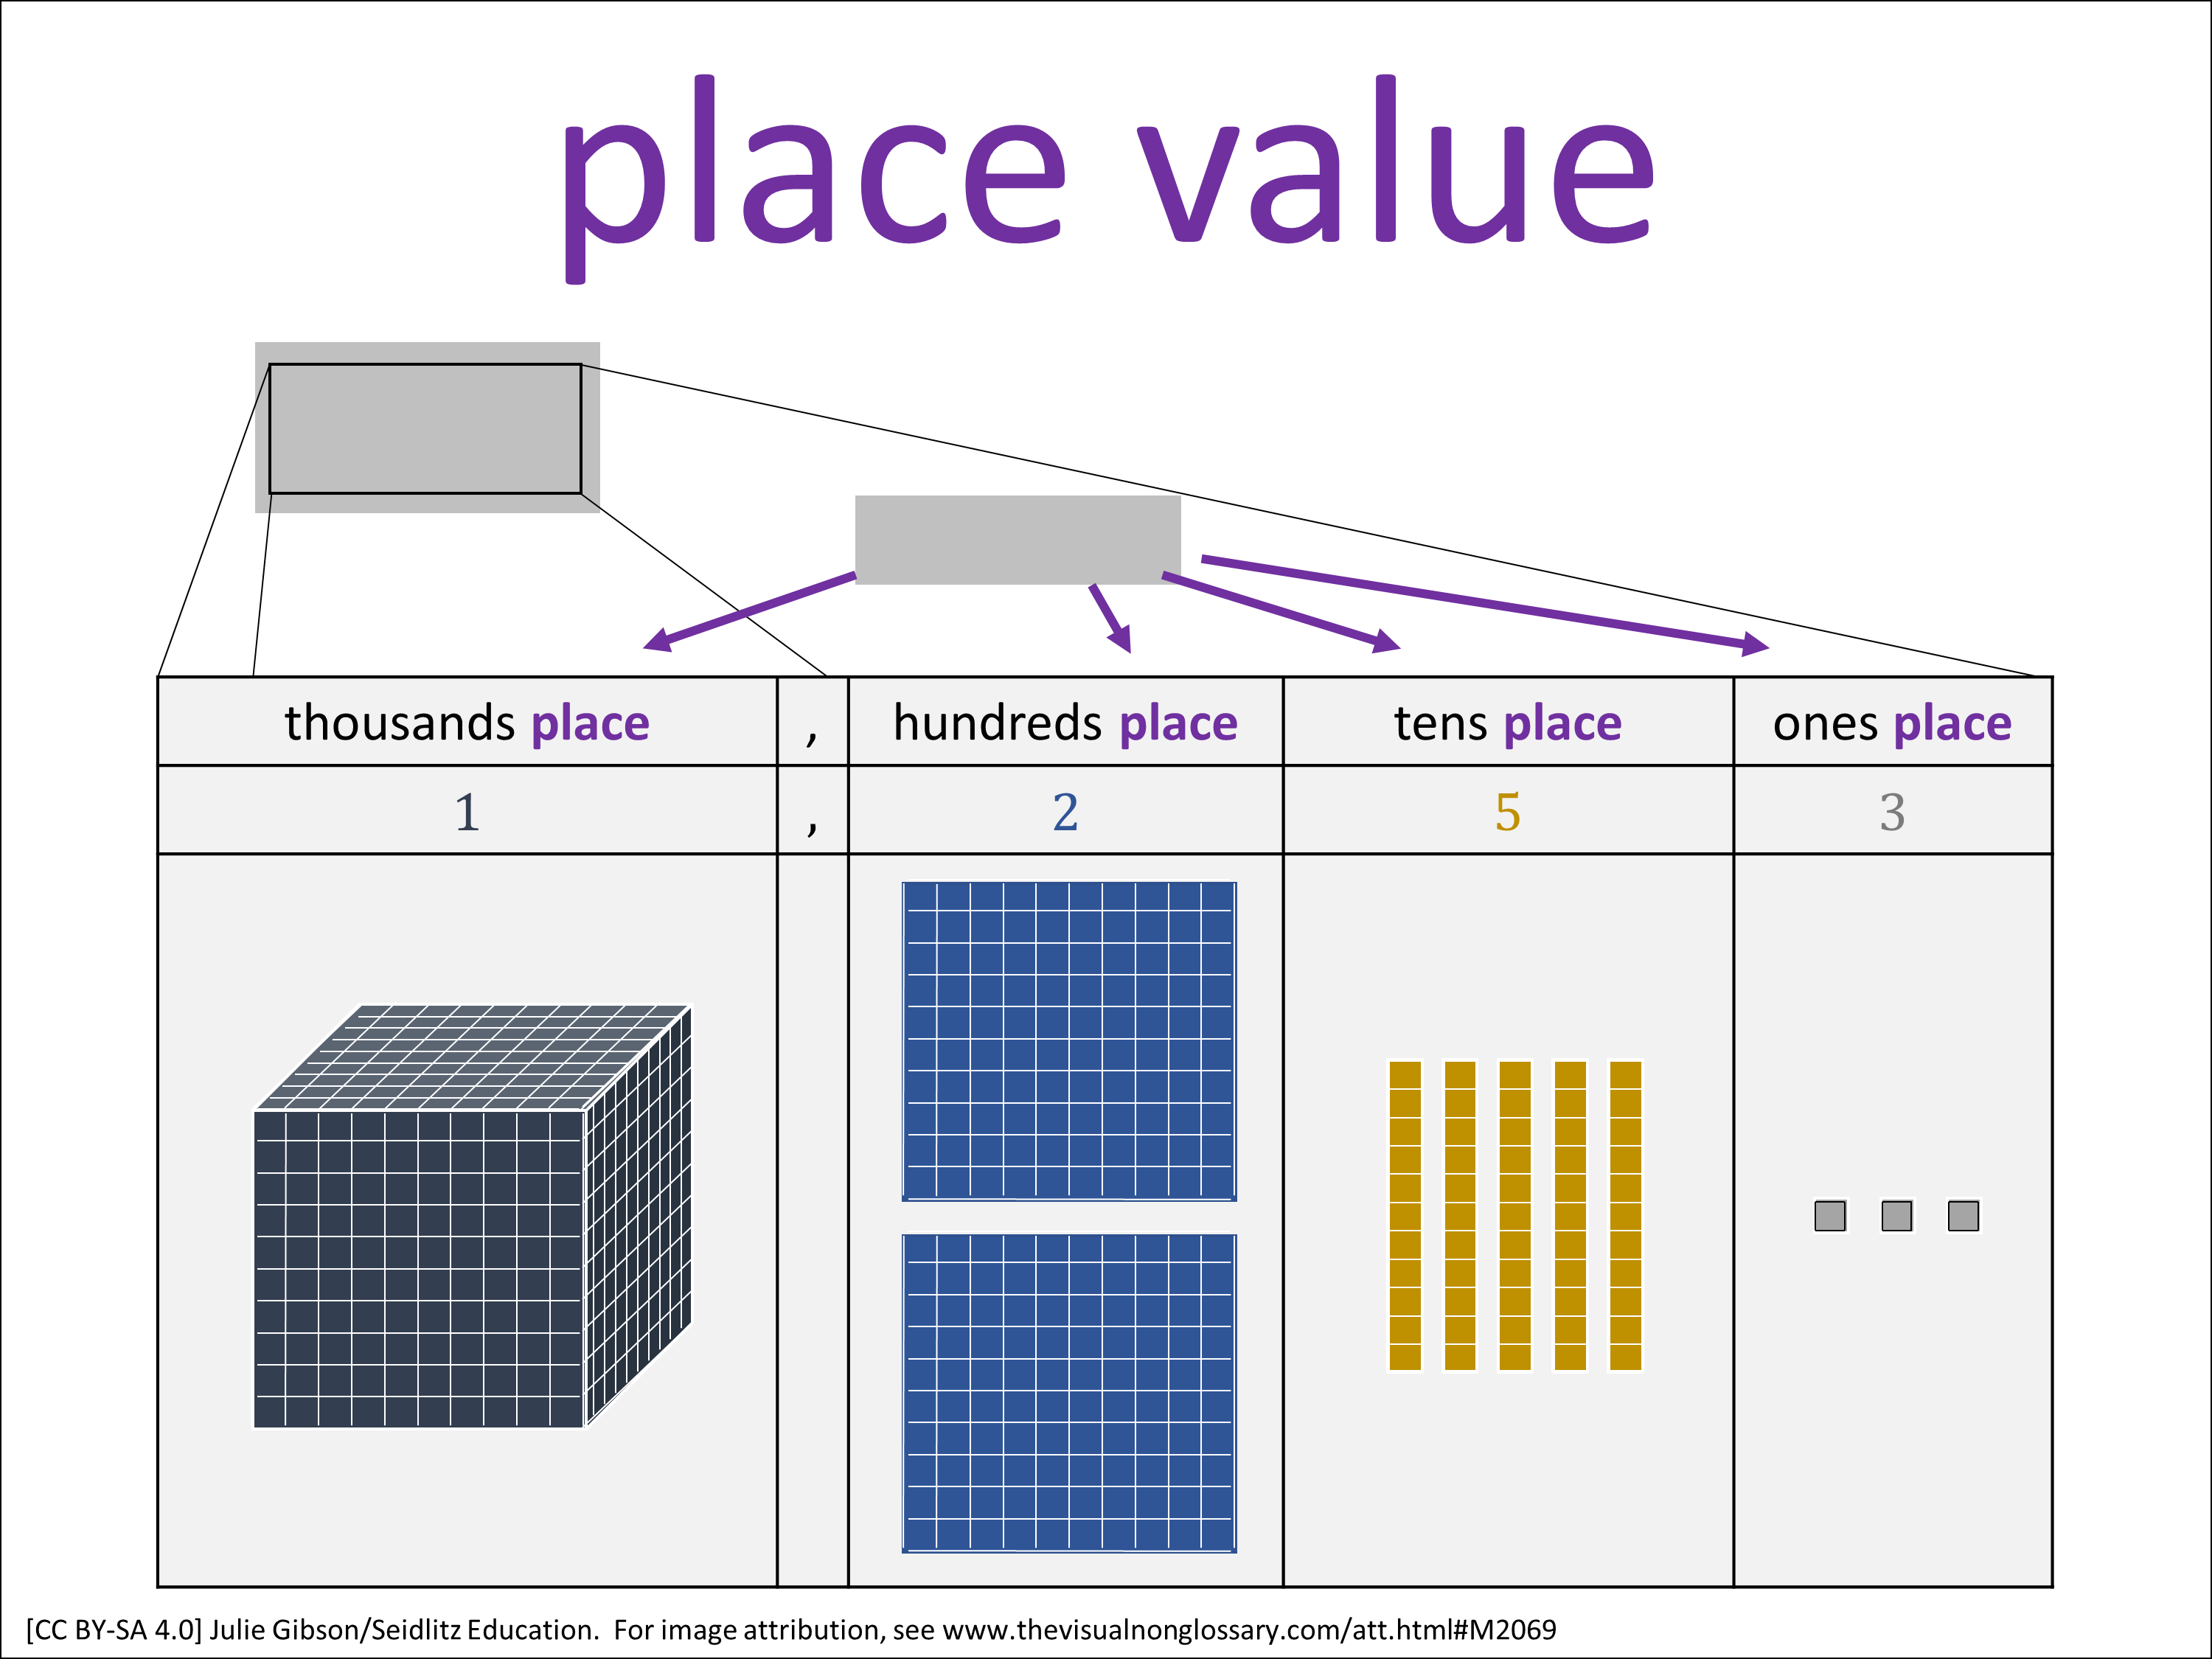 place value
thousands place , hundreds place tens place ones place
1 , 2 5 3
[CC BY-SA 4.0] Julie Gibson/Seidlitz Education. For image attribution, see www.thevisualnonglossary.com/att.html#M2069